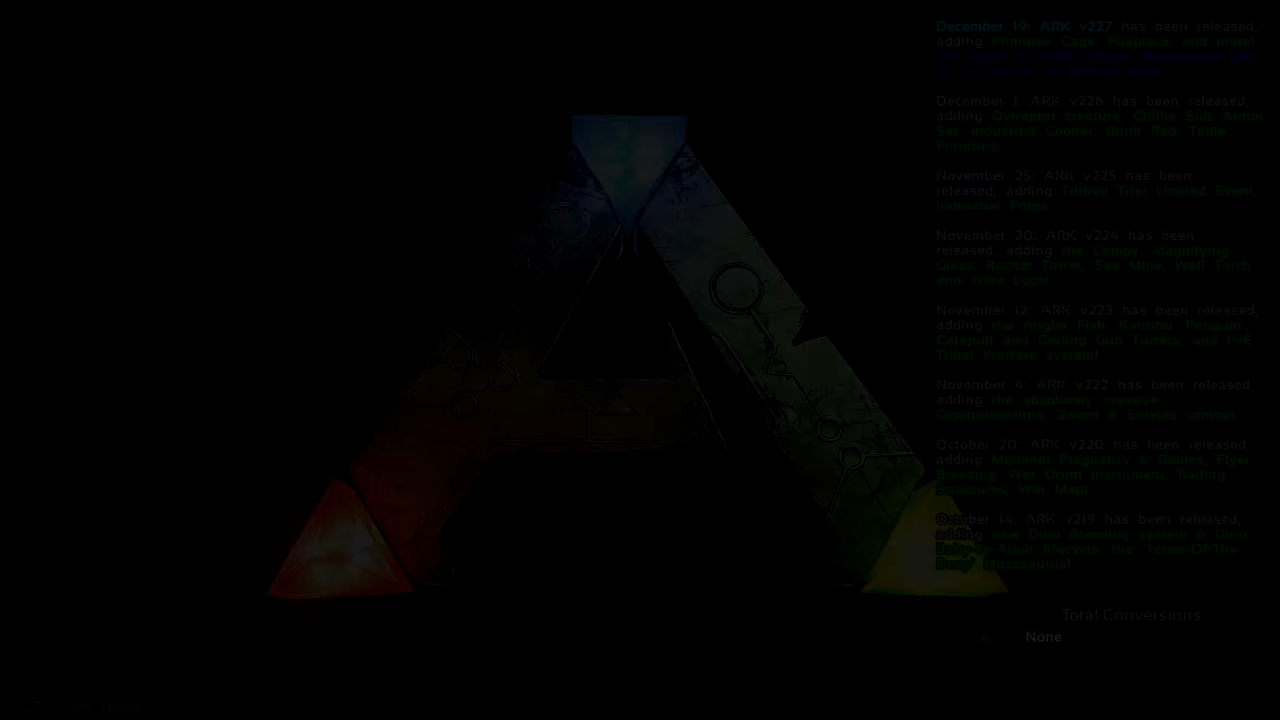 December 19: ARK v227 has been released,
adding Primitive Cage, Fireplace, and more!
December 1: ARK v226 has been released,
adding Oviraptor creature, Ghillie Suit Armor
Set, Industrial Cooker, Bunk Bed, Table
Furniture
November 25: ARK v225 has been
released, adding Turkey Trial Limited Event,
Industrial Forge
November 20: ARK v224 has been
released, adding the Compy, Magnifying
Glass, Rocket Turret, Sea Mine, Wall Torch,
and Tribe Logs!
November 12: ARK v223 has been released,
adding the Angler Fish, Kairuku Penguin,
Catapult and Gatling Gun Turrets, and PvE
Tribal Warfare system!
November 4: ARK v222 has been released,
adding the absolutely massive
Giganotosaurus, Sword & Shields combat
October 20: ARK v220 has been released,
adding Mammal Pregnancy & Babies, Flyer
Breeding, War Drum Instrument, Railing
Structures, War Map!
October 14: ARK v219 has been released,
adding new Dino Breeding system & Dino
Baby-to-Adult lifecycle, the 'Terror-Of-The-
Deep' Mosasaurus!
Total Conversions
None